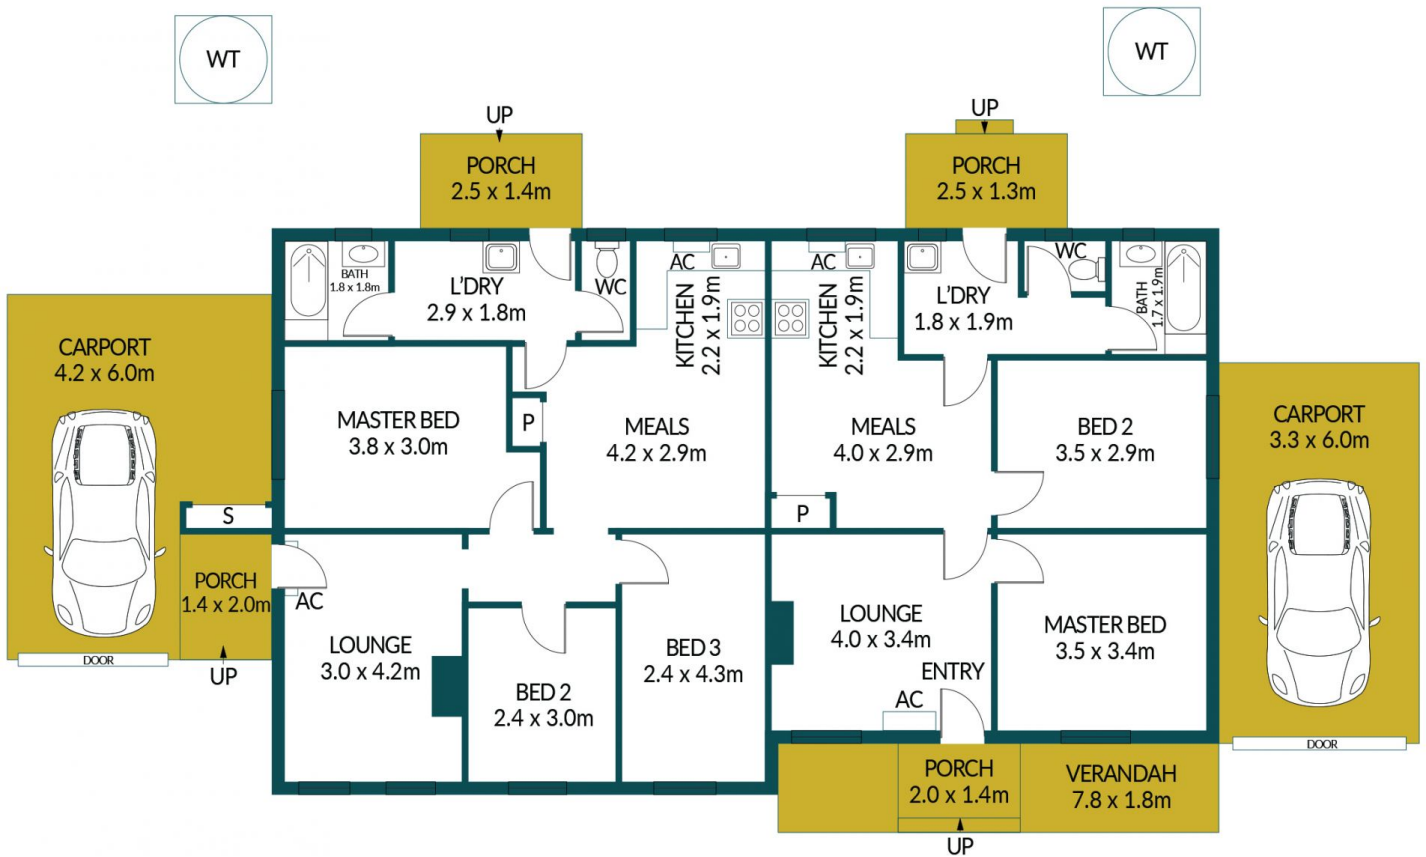 WT
WT
UP
UP
PORCH
2.5 x 1.4m
PORCH
2.5 x 1.3m
BATH
1.8 x 1.8m
L'DRY
2.9 x 1.8m
WC
AC
KITCHEN
2.2 x 1.9m
AC
KITCHEN
2.2 x 1.9m
L'DRY
1.8 x 1.9m
WC
BATH
1.7 x 1.9m
CARPORT
4.2 x 6.0m
MASTER BED
3.8 x 3.0m
P
MEALS
4.2 x 2.9m
MEALS
4.0 x 2.9m
BED 2
3.5 x 2.9m
CARPORT
3.3 x 6.0m
S
P
PORCH
1.4 x 2.0m
AC
UP
DOOR
LOUNGE
3.0 x 4.2m
BED 2
2.4 x 3.0m
BED 3
2.4 x 4.3m
LOUNGE
4.0 x 3.4m
ENTRY
AC
MASTER BED
3.5 x 3.4m
DOOR
PORCH
2.0 x 1.4m
VERANDAH
7.8 x 1.8m
UP